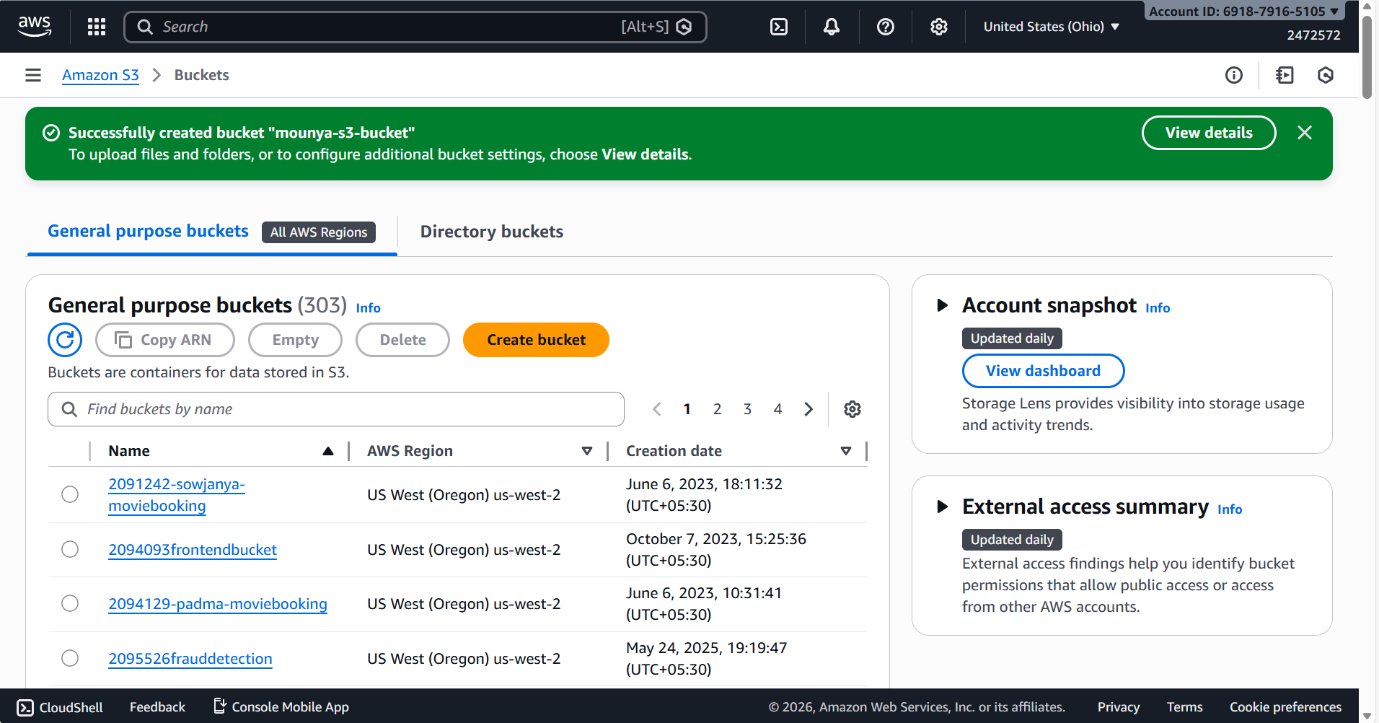 aws
Search
[Alt+S]
United States (Ohio)
Account ID: 6918-7916-5105
2472572
Amazon S3
Buckets
Successfully created bucket "mounya-s3-bucket"
To upload files and folders, or to configure additional bucket settings, choose View details.
View details
General purpose buckets
All AWS Regions
Directory buckets
General purpose buckets (303) Info
Copy ARN
Empty
Delete
Create bucket
Buckets are containers for data stored in S3.
Find buckets by name
1 2 3 4
Name
AWS Region
Creation date
2091242-sowjanya-
moviebooking
US West (Oregon) us-west-2
June 6, 2023, 18:11:32
(UTC+05:30)
2094093frontendbucket
US West (Oregon) us-west-2
October 7, 2023, 15:25:36
(UTC+05:30)
2094129-padma-moviebooking
US West (Oregon) us-west-2
June 6, 2023, 10:31:41
(UTC+05:30)
2095526frauddetection
US West (Oregon) us-west-2
May 24, 2025, 19:19:47
(UTC+05:30)
Account snapshot Info
Updated daily
View dashboard
Storage Lens provides visibility into storage usage
and activity trends.
External access summary Info
Updated daily
External access findings help you identify bucket
permissions that allow public access or access
from other AWS accounts.
CloudShell
Feedback
Console Mobile App
© 2026, Amazon Web Services, Inc. or its affiliates.
Privacy
Terms
Cookie preferences